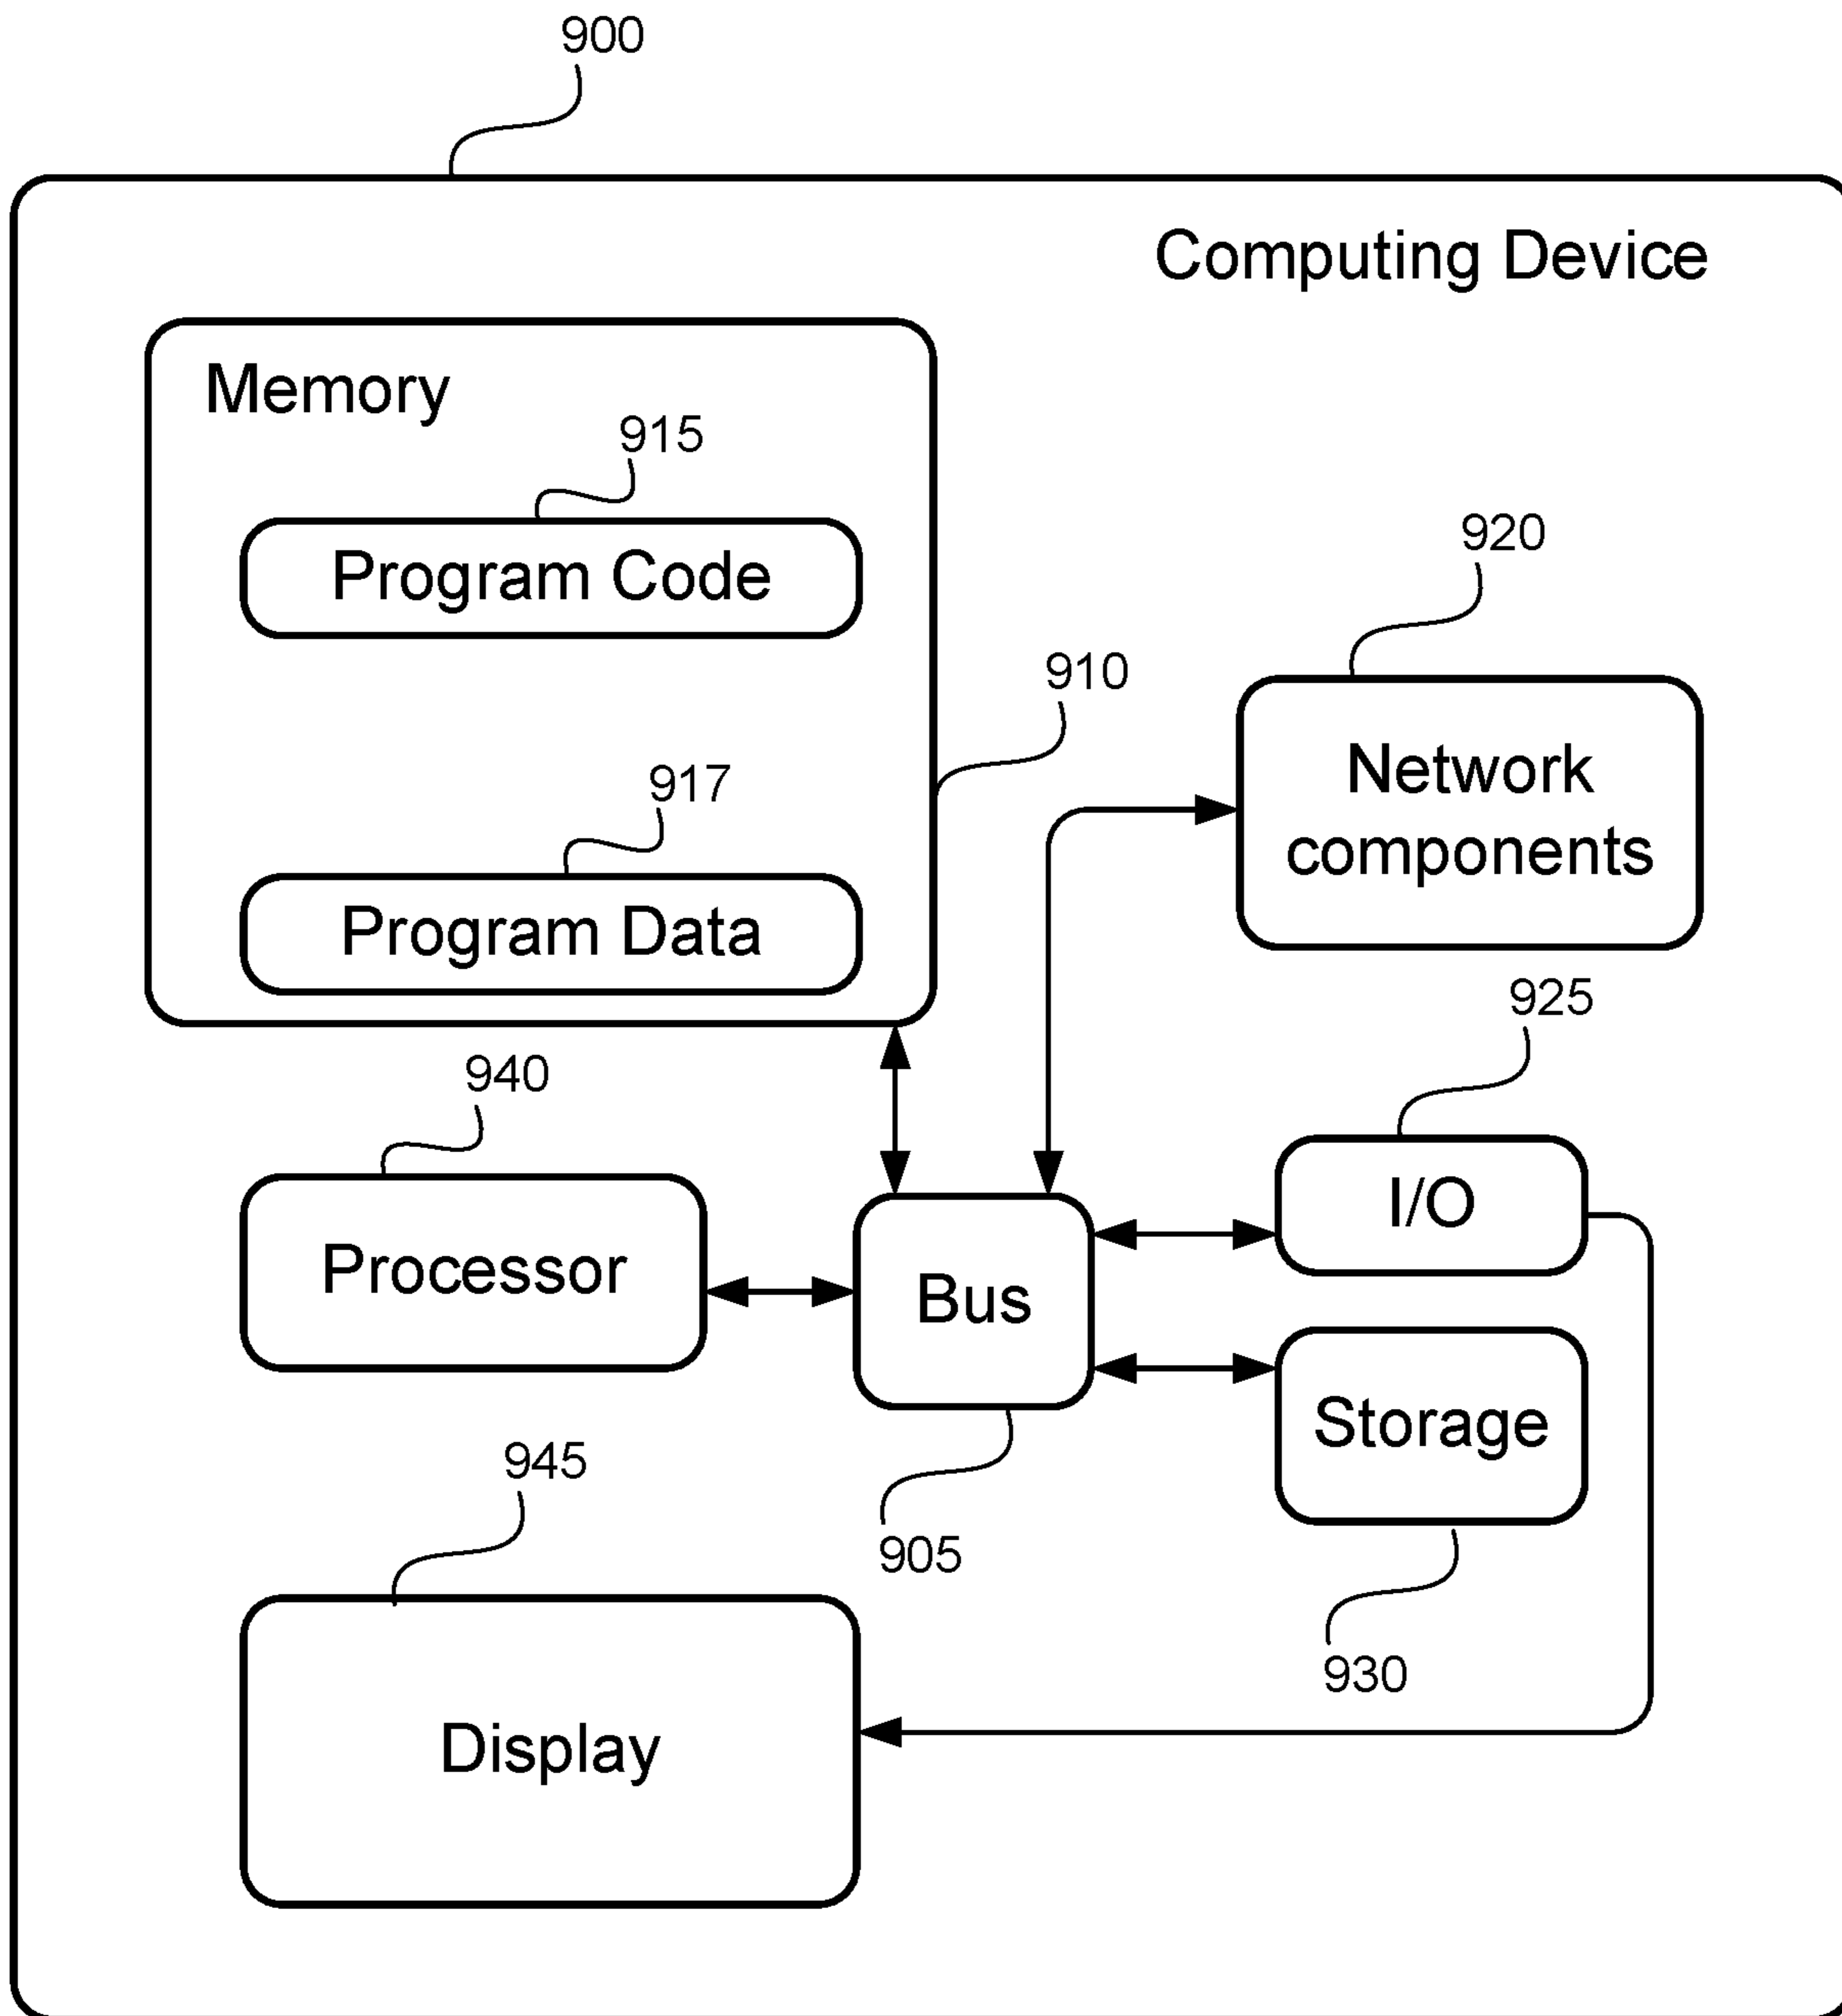 900
Computing Device
Memory
915
Program Code
910
920
Network
components
917
Program Data
925
940
I/O
Processor
Bus
Storage
945
905
930
Display